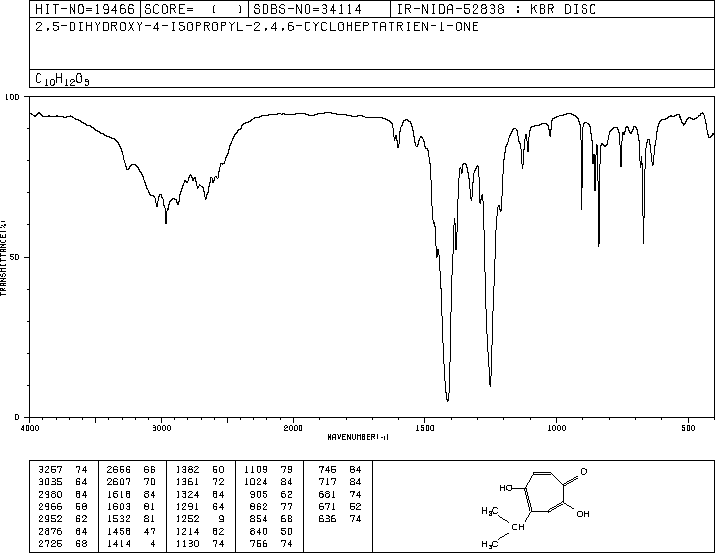 HIT-NO=19466 SCORE= ( ) SDBS-NO=34114 IR-NIDA-52838 : KBR DISC
2,5-DIHYDROXY-4-ISOPROPYL-2,4,6-CYCLOHEPTATRIEN-1-ONE
C10H12O3
100
50
0
TRANSMITTANCE(%)
4000 3000 2000 1500 1000 500
WAVENUMBER(-1)
3267 74 2666 66 1382 50 1109 79 745 84
3035 64 2607 70 1361 72 1024 84 717 84
2980 64 1618 84 1324 64 905 62 681 74
2966 58 1603 81 1291 64 862 77 671 52
2952 62 1532 81 1252 9 854 68 636 74
2876 64 1458 47 1214 62 840 50
2725 68 1414 4 1130 74 756 74
O
HO
OH
H3C
CH
H3C